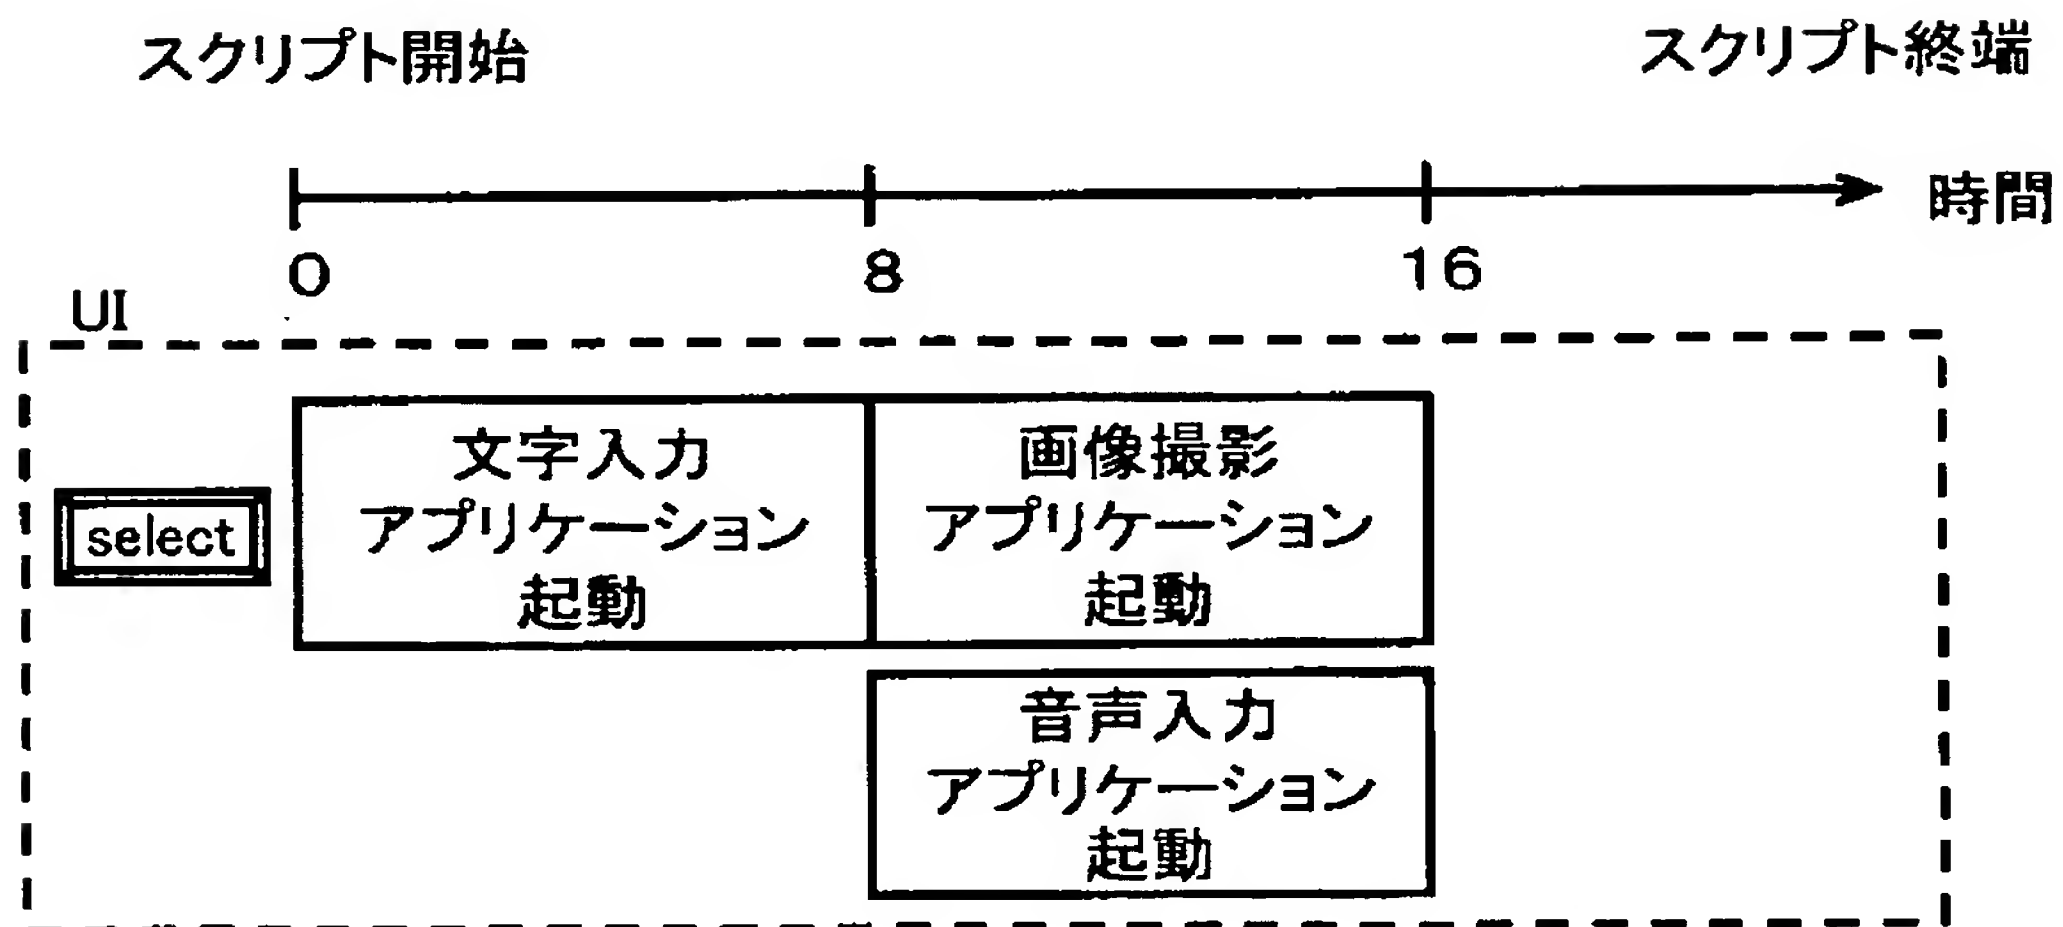 スクリプト開始
スクリプト終端
時間
0
8
16
UI
select
文字入力
アプリケーション
起動
画像撮影
アプリケーション
起動
音声入力
アプリケーション
起動